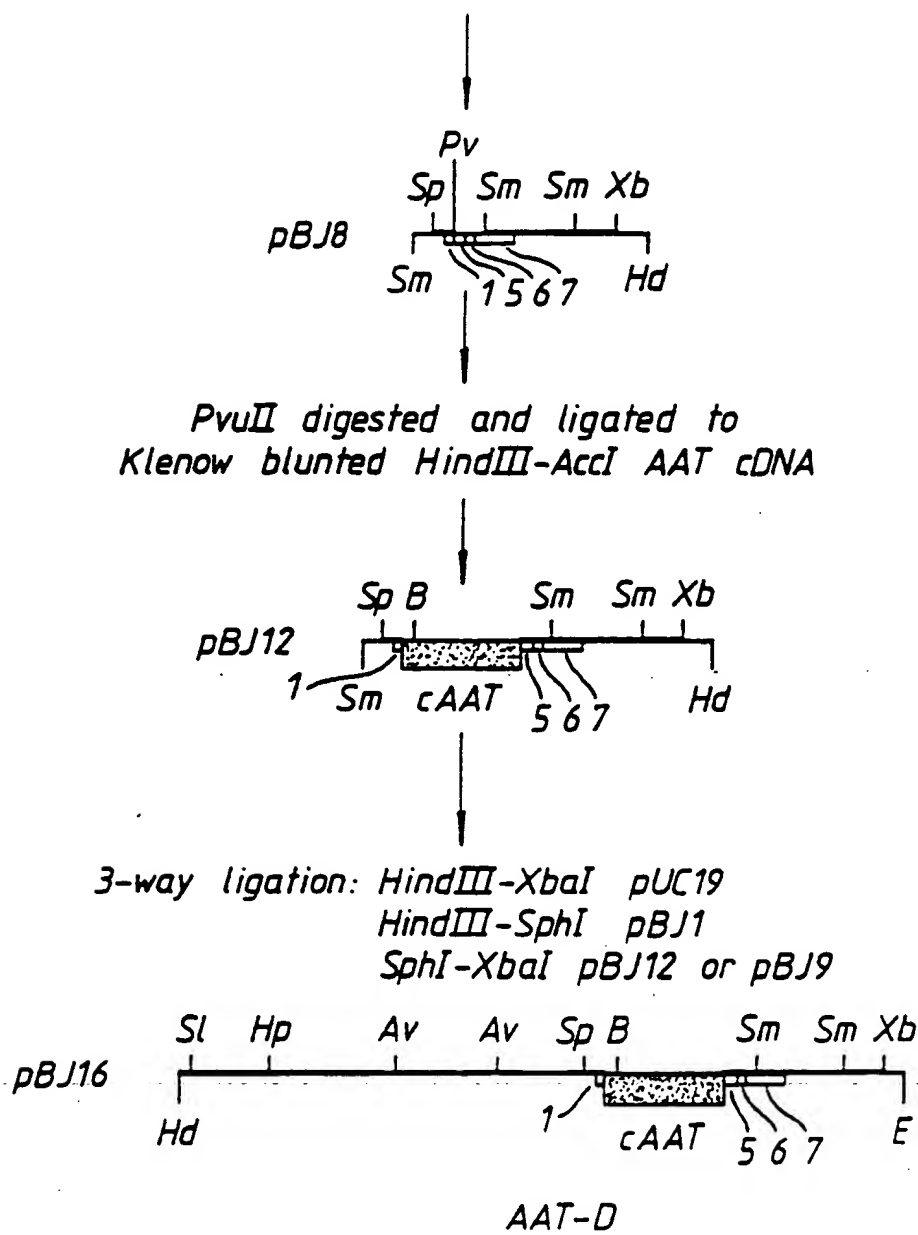 Pv
Sp Sm Sm Xb
pBJ8
Sm 1 5 6 7 Hd
PvuII digested and ligated to
Klenow blunted HindIII-AccI AAT cDNA
Sp B Sm Sm Xb
pBJ12
1 Sm cAAT 5 6 7 Hd
3-way ligation: HindIII-XbaI pUC19
HindIII-SphI pBJ1
SphI-XbaI pBJ12 or pBJ9
Sl Hp Av Av Sp B Sm Sm Xb
pBJ16
Hd 1 cAAT 5 6 7 E
AAT-D